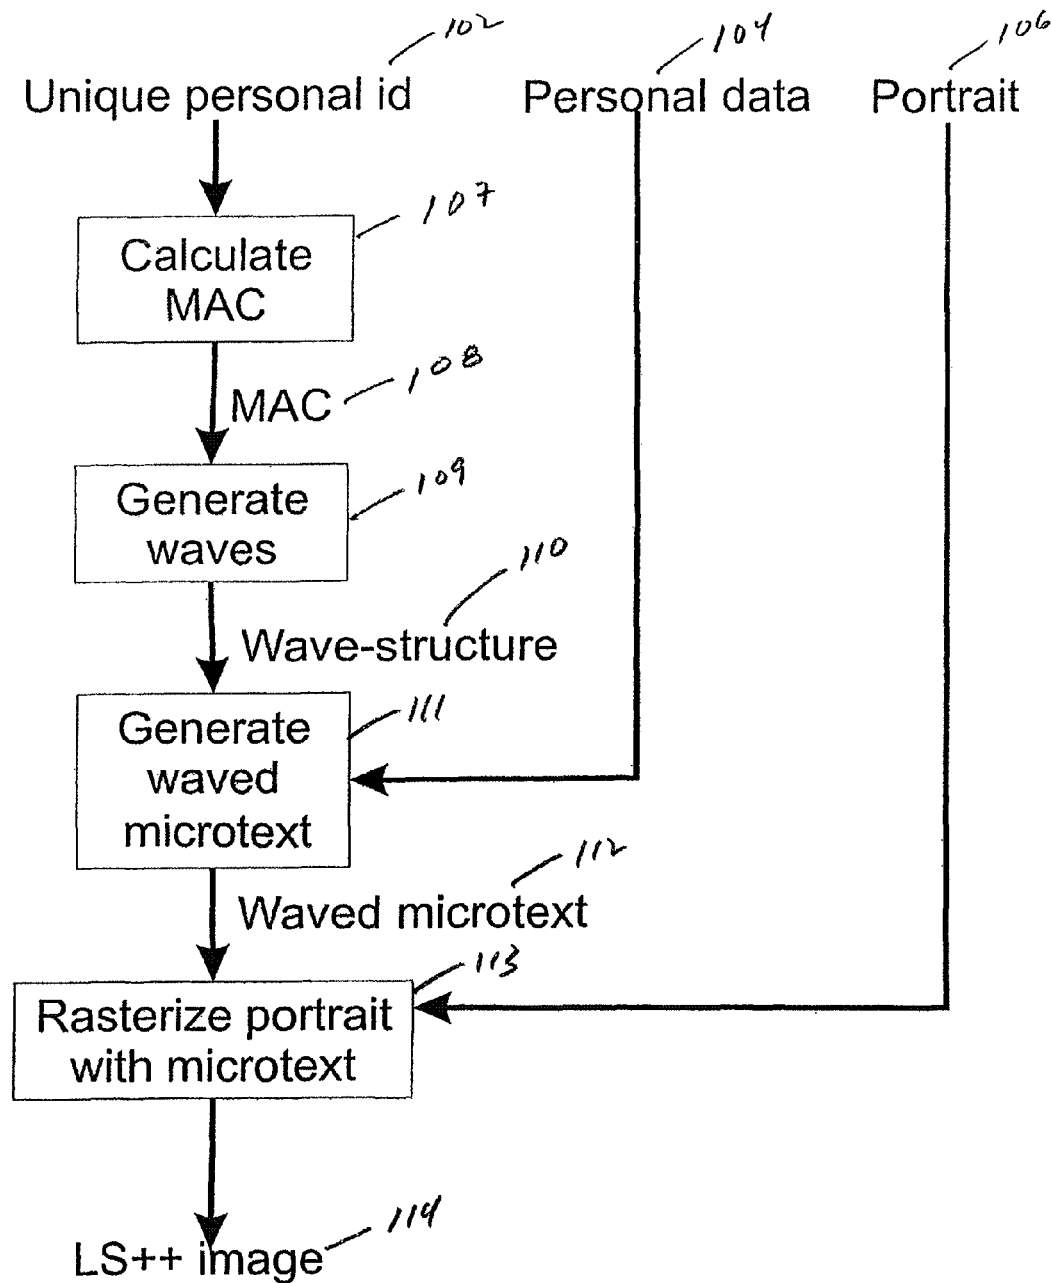 102
104
106
Unique personal id
Personal data
Portrait
107
Calculate
MAC
108
MAC
109
Generate
waves
110
Wave-structure
111
Generate
waved
microtext
112
Waved microtext
113
Rasterize portrait
with microtext
114
LS++ image